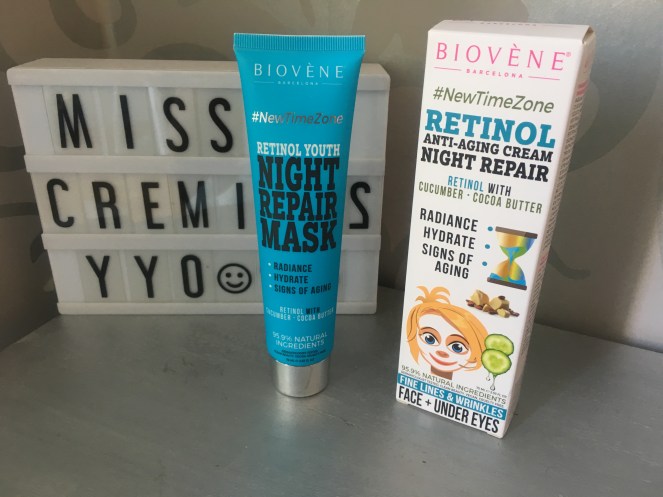 MISS
CREMI S
YYO
BIOVÈNE
BARCELONA
#NewTimeZone
RETINOL YOUTH
NIGHT
REPAIR
MASK
• RADIANCE
• HYDRATE
• SIGNS OF AGING
RETINOL WITH
CUCUMBER · COCOA BUTTER
95.9% NATURAL
INGREDIENTS
BIOVÈNE®
BARCELONA
#NewTimeZone
RETINOL
ANTI-AGING CREAM
NIGHT REPAIR
RETINOL WITH
CUCUMBER · COCOA BUTTER
RADIANCE
HYDRATE
SIGNS OF
AGING
95.9% NATURAL INGREDIENTS
FINE LINES & WRINKLES
FACE + UNDER EYES